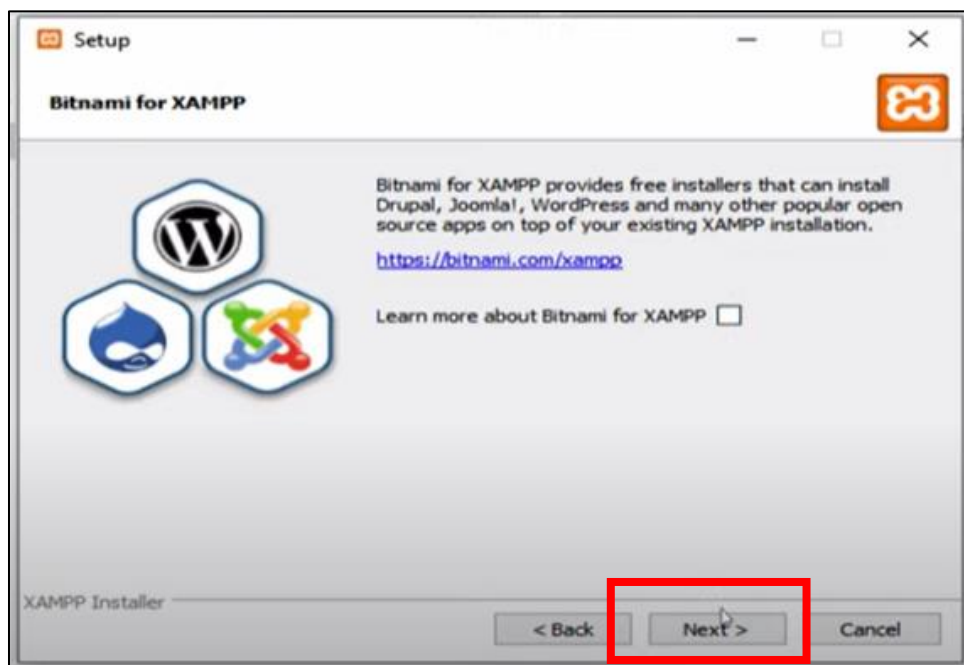 Setup
Bitnami for XAMPP
Bitnami for XAMPP provides free installers that can install
Drupal, Joomla!, WordPress and many other popular open
source apps on top of your existing XAMPP installation.
https://bitnami.com/xampp
Learn more about Bitnami for XAMPP
XAMPP Installer
< Back Next > Cancel